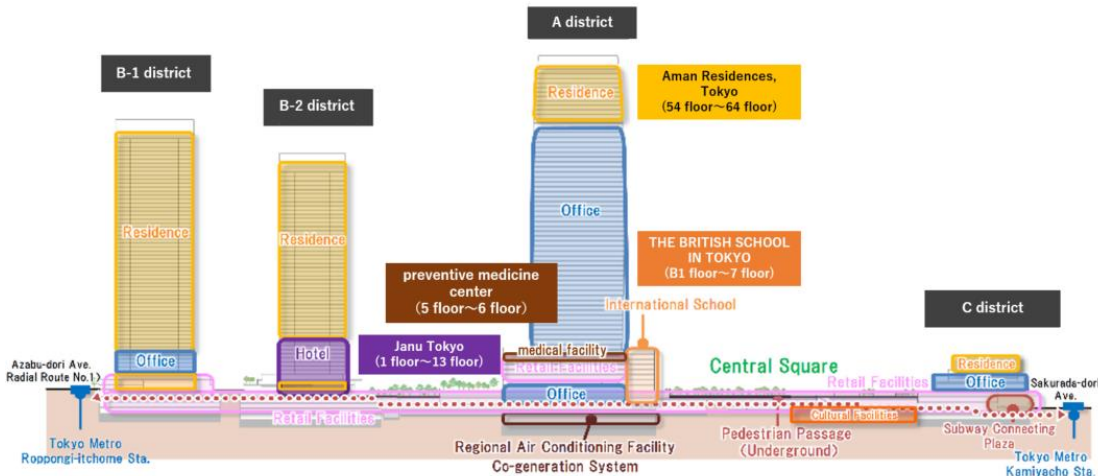 A district
B-1 district
B-2 district
Aman Residences,
Tokyo
(54 floor～64 floor)
Residence
Residence
Residence
Office
THE BRITISH SCHOOL
IN TOKYO
(B1 floor～7 floor)
preventive medicine
center
(5 floor～6 floor)
International School
C district
Janu Tokyo
(1 floor～13 floor)
Hotel
medical facility
Retail Facilities
Central Square
Residence
Office
Azabu-dori Ave.
Radial Route No.1)
Office
Retail Facilities
Sakurada-dori
Ave.
Office
Retail Facilities
Cultural Facilities
Tokyo Metro
Roppongi-itchome Sta.
Regional Air Conditioning Facility
Co-generation System
Pedestrian Passage
(Underground)
Subway Connecting
Plaza
Tokyo Metro
Kamiyacho Sta.